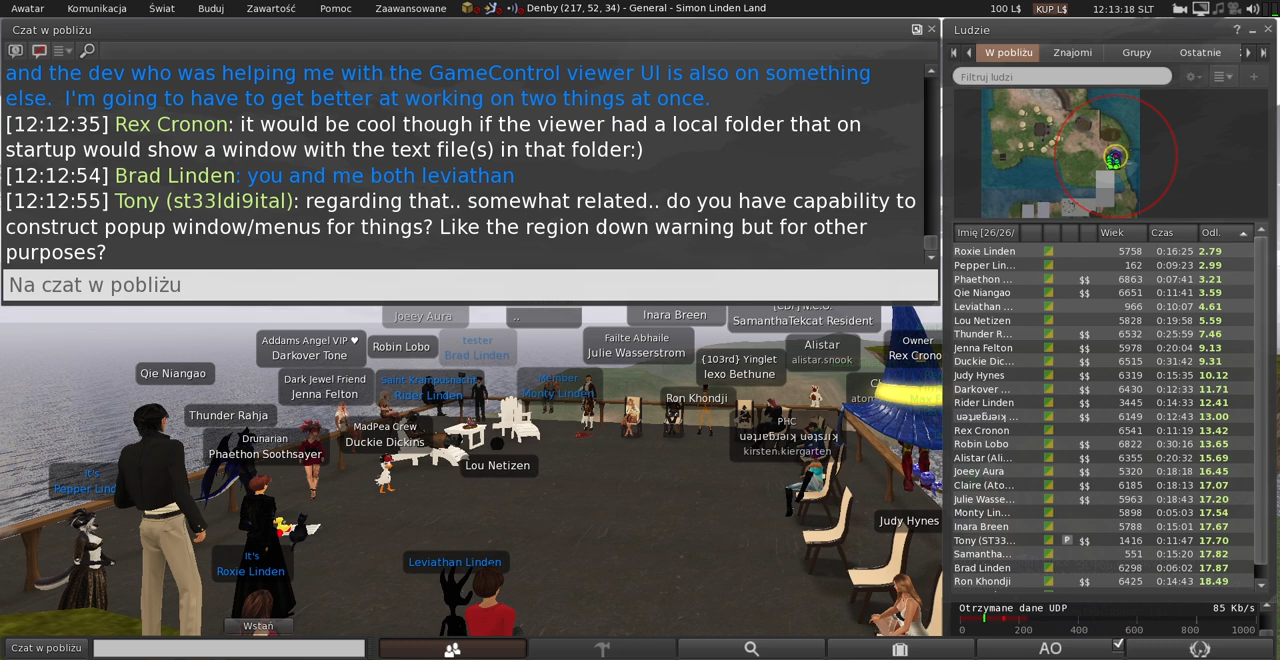 Awatar Komunikacja Świat Buduj Zawartość Pomoc Zaawansowane Denby (217, 52, 34) - General - Simon Linden Land 100 L$ KUP L$ 12:13:18 SLT
Czat w pobliżu
and the dev who was helping me with the GameControl viewer UI is also on something
else.  I'm going to have to get better at working on two things at once.
[12:12:35] Rex Cronon: it would be cool though if the viewer had a local folder that on
startup would show a window with the text file(s) in that folder:)
[12:12:54] Brad Linden: you and me both leviathan
[12:12:55] Tony (st33ldi9ital): regarding that.. somewhat related.. do you have capability to
construct popup window/menus for things? Like the region down warning but for other
purposes?
Na czat w pobliżu
Joeey Aura
..
Inara Breen
SamanthaTekcat Resident
Addams Angel VIP ♥
Darkover Tone
Robin Lobo
tester
Brad Linden
Failte Abhaile
Julie Wasserstrom
{103rd} Yinglet
Iexo Bethune
Alistar
alistar.snook
Owner
Rex Crono
Qie Niangao
Dark Jewel Friend
Jenna Felton
Saint Krampusnacht
Rider Linden
Member
Monty Linden
Ron Khondji
Thunder Rahja
Drunarian
Phaethon Soothsayer
MadPea Crew
Duckie Dickins
Lou Netizen
PHC
kirsten.kiergarten
It's
Pepper Lind
Judy Hynes
It's
Roxie Linden
Leviathan Linden
Wstań
Czat w pobliżu
AO
Ludzie
W pobliżu Znajomi Grupy Ostatnie
Filtruj ludzi
Imię [26/26/ Wiek Czas Odl.
Roxie Linden 5758 0:16:25 2.79
Pepper Lin... 162 0:09:23 2.99
Phaethon ... $$ 6863 0:07:41 3.21
Qie Niangao $$ 6651 0:11:41 3.59
Leviathan ... 966 0:10:07 4.61
Lou Netizen 5828 0:19:58 5.59
Thunder R... $$ 6532 0:25:59 7.46
Jenna Felton $$ 5978 0:20:04 9.13
Duckie Dic... $$ 6515 0:31:42 9.31
Judy Hynes $$ 6319 0:15:35 10.12
Darkover ... $$ 6430 0:12:33 11.71
Rider Linden 3445 0:14:33 12.41
$$ 6149 0:12:43 13.00
Rex Cronon 6541 0:11:19 13.42
Robin Lobo $$ 6822 0:30:16 13.65
Alistar (Ali... $$ 6355 0:20:32 15.69
Joeey Aura $$ 5320 0:18:18 16.45
Claire (Ato... $$ 6185 0:18:13 17.07
Julie Wasse... $$ 5963 0:18:43 17.20
Monty Lin... 5898 0:05:03 17.54
Inara Breen 5788 0:15:01 17.67
Tony (ST33... P $$ 1416 0:11:47 17.70
Samantha... 551 0:15:20 17.82
Brad Linden 6298 0:06:02 17.87
Ron Khondji $$ 6425 0:14:43 18.49
Otrzymane dane UDP 85 Kb/s
0 200 400 600 800 1000